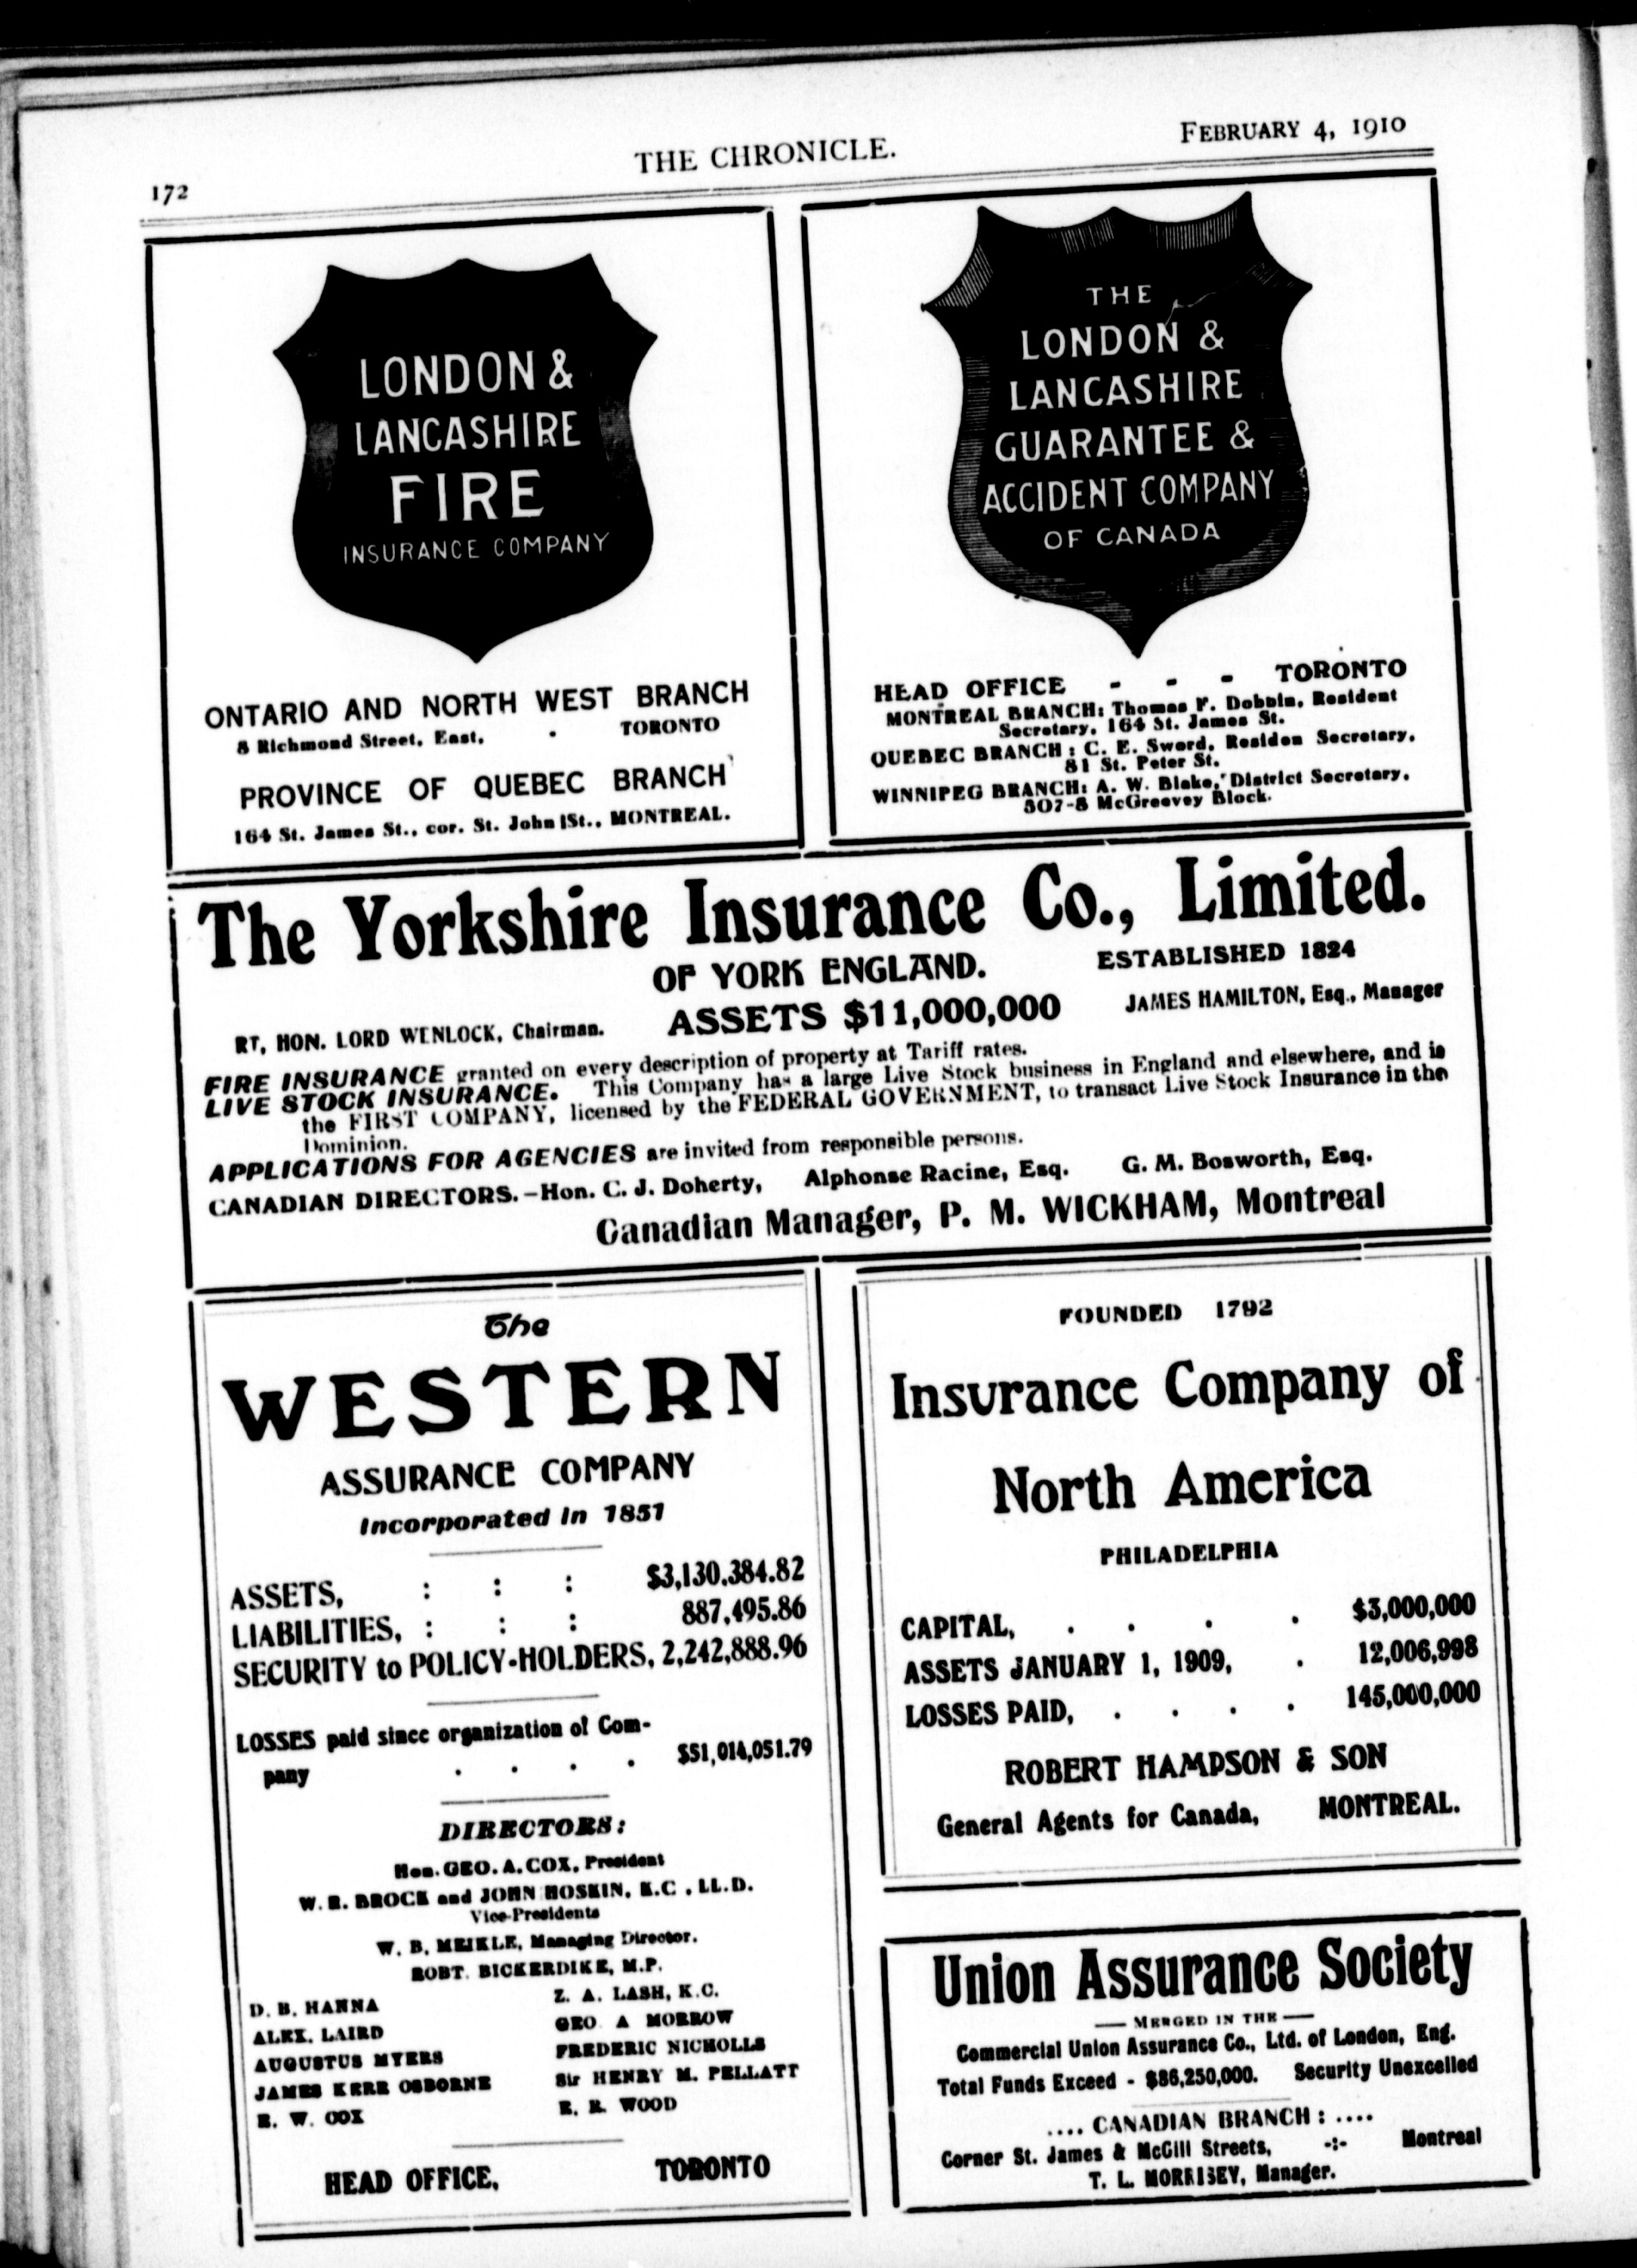 172
THE CHRONICLE.
FEBRUARY 4, 1910
LONDON &
LANCASHIRE
FIRE
INSURANCE COMPANY
ONTARIO AND NORTH WEST BRANCH
8 Richmond Street, East, - TORONTO
PROVINCE OF QUEBEC BRANCH
164 St. James St., cor. St. John St., MONTREAL.
THE
LONDON &
LANCASHIRE
GUARANTEE &
ACCIDENT COMPANY
OF CANADA
HEAD OFFICE - - - TORONTO
MONTREAL BRANCH: Thomas F. Dobbin, Resident
Secretary, 164 St. James St.
QUEBEC BRANCH: C. E. Sword, Residen Secretary,
81 St. Peter St.
WINNIPEG BRANCH: A. W. Blake, District Secretary,
507-8 McGreevey Block.
The Yorkshire Insurance Co., Limited.
OF YORK ENGLAND. ESTABLISHED 1824
RT. HON. LORD WENLOCK, Chairman. ASSETS $11,000,000 JAMES HAMILTON, Esq., Manager
FIRE INSURANCE granted on every description of property at Tariff rates.
LIVE STOCK INSURANCE. This Company has a large Live Stock business in England and elsewhere, and is
the FIRST COMPANY, licensed by the FEDERAL GOVERNMENT, to transact Live Stock Insurance in the
Dominion.
APPLICATIONS FOR AGENCIES are invited from responsible persons.
CANADIAN DIRECTORS.-Hon. C. J. Doherty, Alphonse Racine, Esq. G. M. Bosworth, Esq.
Canadian Manager, P. M. WICKHAM, Montreal
The
WESTERN
ASSURANCE COMPANY
Incorporated in 1851
ASSETS, : : : $3,130,384.82
LIABILITIES, : : : 887,495.86
SECURITY to POLICY-HOLDERS, 2,242,888.96
LOSSES paid since organization of Com-
pany . . . . $51,014,051.79
DIRECTORS:
Hon. GEO. A. COX, President
W. R. BROCK and JOHN HOSKIN, K.C., LL.D.
Vice-Presidents
W. B. MEIKLE, Managing Director.
ROBT. BICKERDIKE, M.P.
D. B. HANNA Z. A. LASH, K.C.
ALEX. LAIRD GEO A MORROW
AUGUSTUS MYERS FREDERIC NICHOLLS
JAMES KERR OSBORNE Sir HENRY M. PELLATT
E. W. COX E. R. WOOD
HEAD OFFICE, TORONTO
FOUNDED 1792
Insurance Company of
North America
PHILADELPHIA
CAPITAL, . . . . $3,000,000
ASSETS JANUARY 1, 1909, . 12,006,998
LOSSES PAID, . . . . 145,000,000
ROBERT HAMPSON & SON
General Agents for Canada, MONTREAL.
Union Assurance Society
— MERGED IN THE —
Commercial Union Assurance Co., Ltd. of London, Eng.
Total Funds Exceed - $86,250,000. Security Unexcelled
.... CANADIAN BRANCH: ....
Corner St. James & McGill Streets, -:- Montreal
T. L. MORRISEY, Manager.